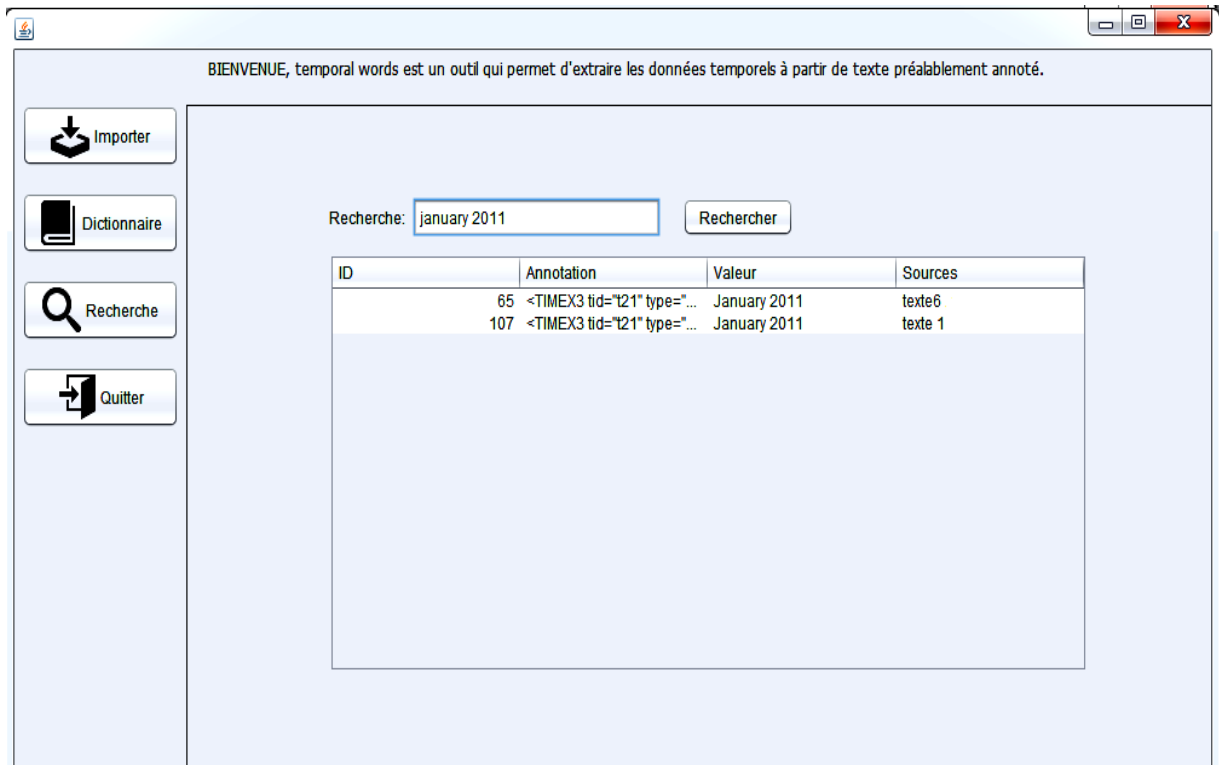 BIENVENUE, temporal words est un outil qui permet d'extraire les données temporels à partir de texte préalablement annoté.
Importer
Dictionnaire
Recherche
Quitter
Recherche: january 2011 Rechercher
ID Annotation Valeur Sources
65 <TIMEX3 tid="t21" type="... January 2011 texte6
107 <TIMEX3 tid="t21" type="... January 2011 texte 1